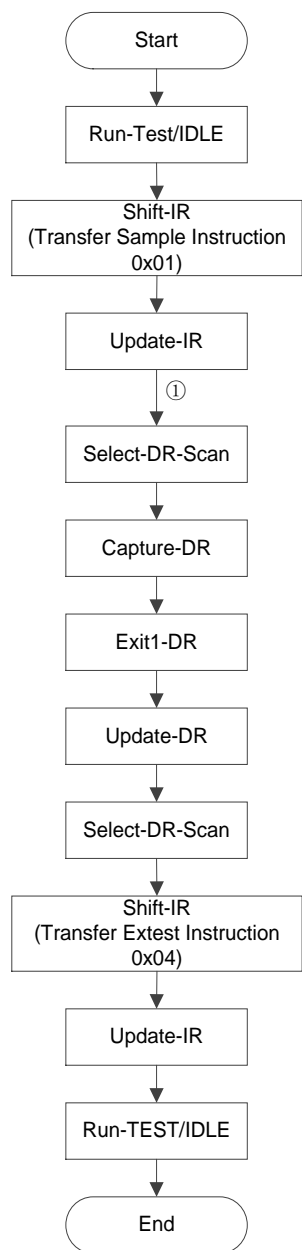 Start
Run-Test/IDLE
Shift-IR
(Transfer Sample Instruction
0x01)
Update-IR
①
Select-DR-Scan
Capture-DR
Exit1-DR
Update-DR
Select-DR-Scan
Shift-IR
(Transfer Extest Instruction
0x04)
Update-IR
Run-TEST/IDLE
End